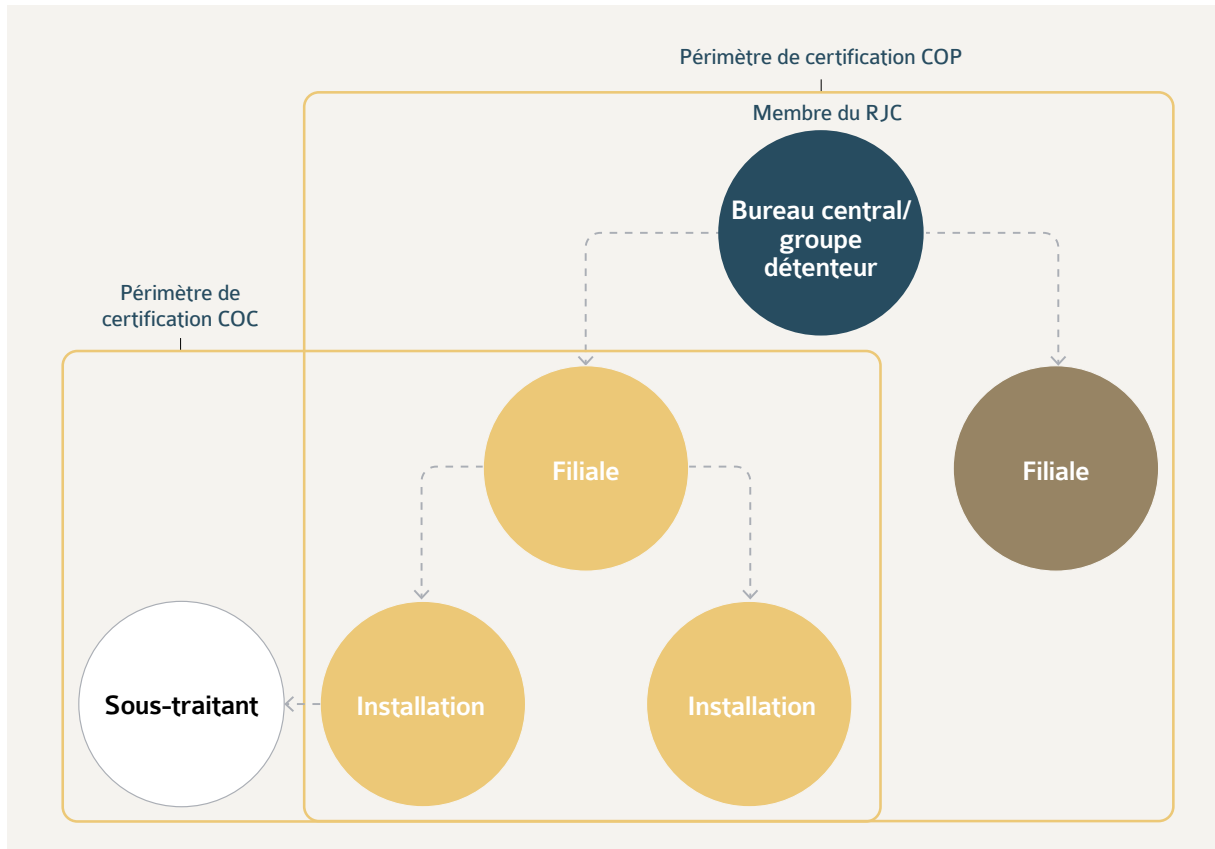 Périmètre de certification COP
Membre du RJC
Bureau central/
groupe
détenteur
Périmètre de
certification COC
Filiale
Filiale
Sous-traitant
Installation
Installation